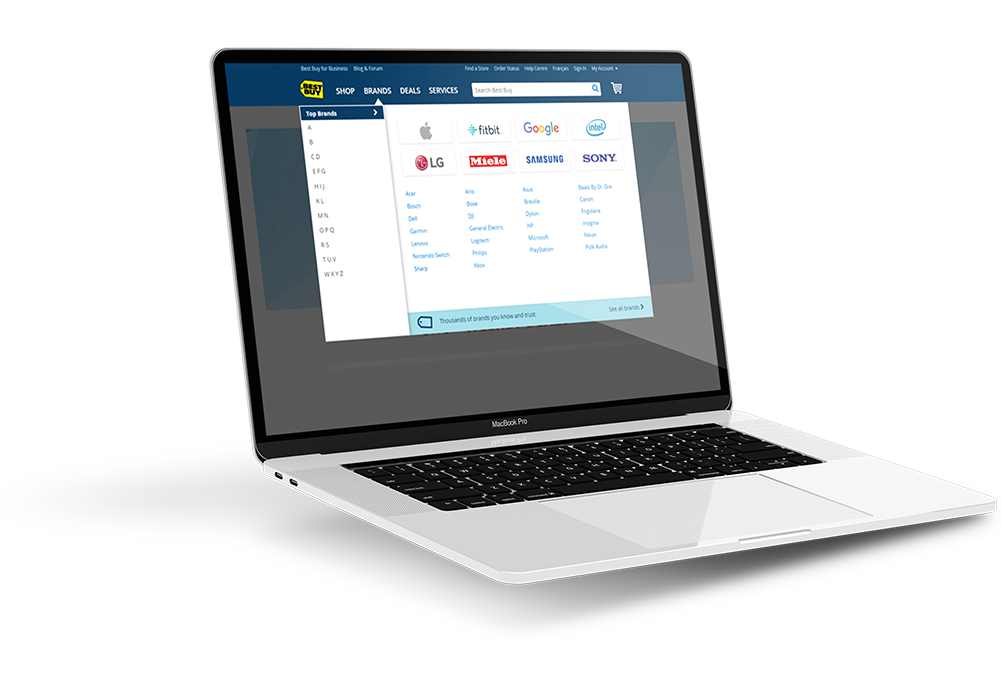 Best Buy for Business Blog & Forum Find a Store Order Status Help Centre Français Sign In My Account
BEST BUY SHOP BRANDS DEALS SERVICES Search Best Buy
Top Brands
A
B
C D
E F G
H I J
K L
M N
O P Q
R S
T U V
W X Y Z
fitbit Google intel
LG Miele SAMSUNG SONY
Acer Arlo Asus Beats By Dr. Dre
Bosch Bose Breville Canon
Dell DJI Dyson Frigidaire
Garmin General Electric HP Insignia
Lenovo Logitech Microsoft Nikon
Nintendo Switch Philips PlayStation Polk Audio
Sharp Xbox
Thousands of brands you know and trust. See all brands
MacBook Pro